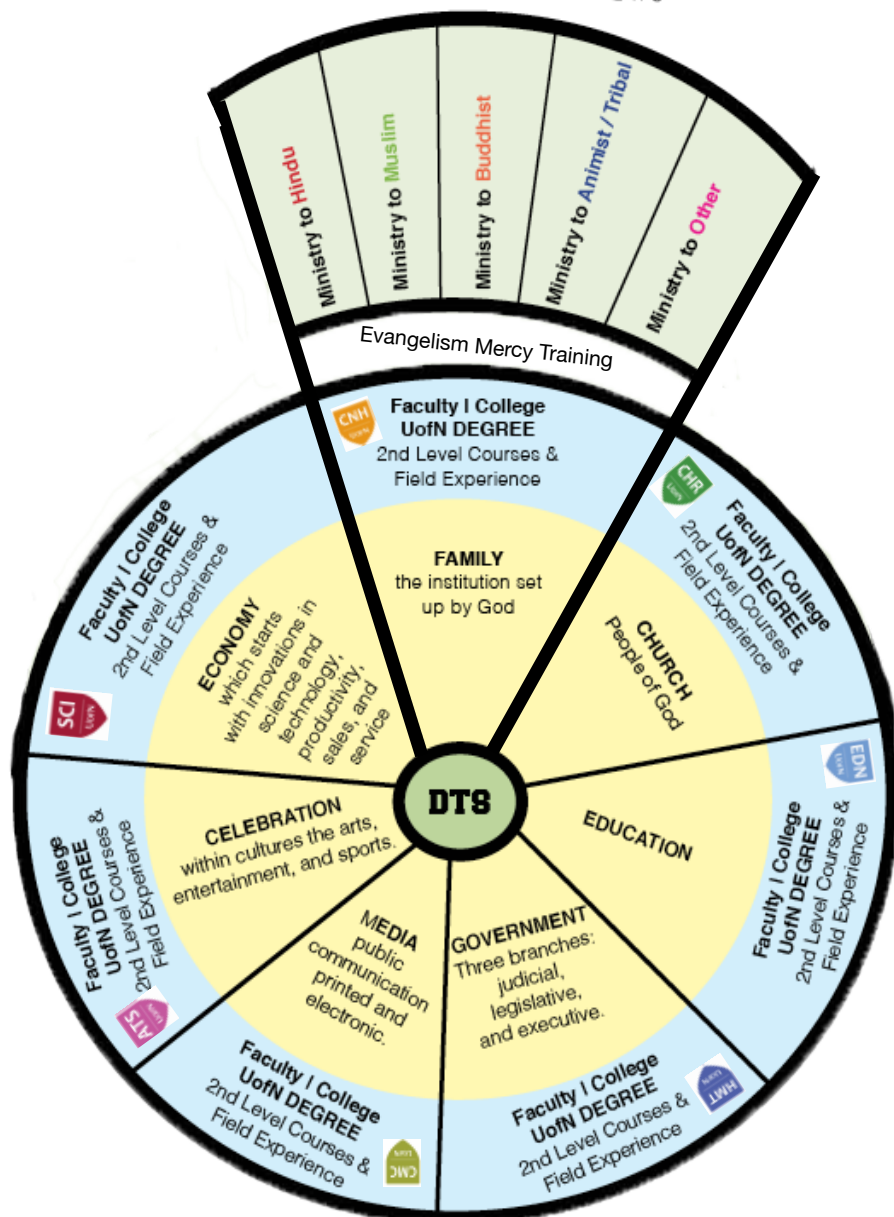 Ministry to Hindu
Ministry to Muslim
Ministry to Buddhist
Ministry to Animist / Tribal
Ministry to Other
Evangelism Mercy Training
CNH
UofN
Faculty | College
UofN DEGREE
2nd Level Courses &
Field Experience
FAMILY
the institution set
up by God
CHR
UofN
Faculty | College
UofN DEGREE
2nd Level Courses &
Field Experience
CHURCH
People of God
EDN
UofN
Faculty | College
UofN DEGREE
2nd Level Courses &
Field Experience
EDUCATION
HMT
UofN
Faculty | College
UofN DEGREE
2nd Level Courses &
Field Experience
GOVERNMENT
Three branches:
judicial,
legislative,
and executive.
CMC
UofN
Faculty | College
UofN DEGREE
2nd Level Courses &
Field Experience
MEDIA
public
communication
printed and
electronic.
ATS
UofN
Faculty | College
UofN DEGREE
2nd Level Courses &
Field Experience
CELEBRATION
within cultures the arts,
entertainment, and sports.
SCI
UofN
Faculty | College
UofN DEGREE
2nd Level Courses &
Field Experience
ECONOMY
which starts
with innovations in
science and
technology,
productivity,
sales, and
service
DTS